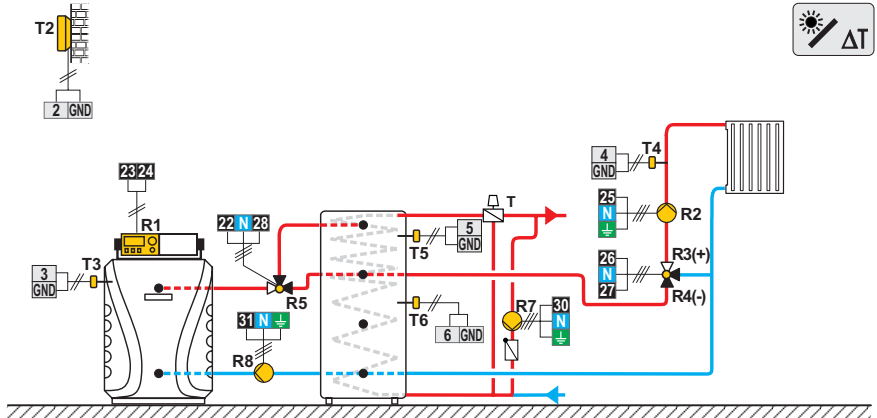 T2
ΔT
2 GND
4
GND
T4
23 24
25
N
R2
R1
22 N 28
T
5
GND
T5
R3(+)
26
N
27
3
GND
T3
R5
R4(-)
T6
R7
30
N
31 N
6 GND
R8